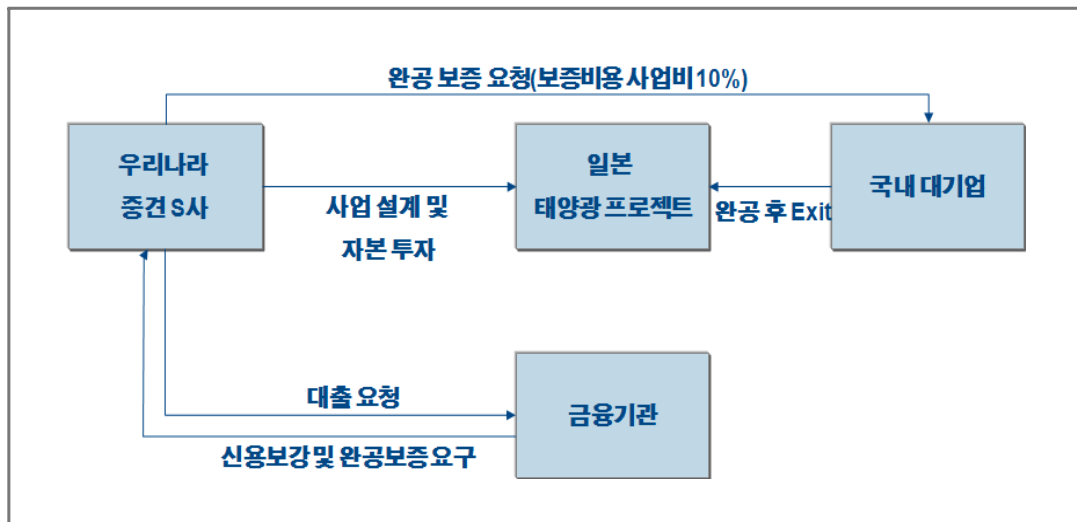 완공 보증 요청(보증비용 사업비 10%)
우리나라
중견 S사
사업 설계 및
자본 투자
일본
태양광 프로젝트
완공 후 Exit
국내 대기업
대출 요청
신용보강 및 완공보증 요구
금융기관